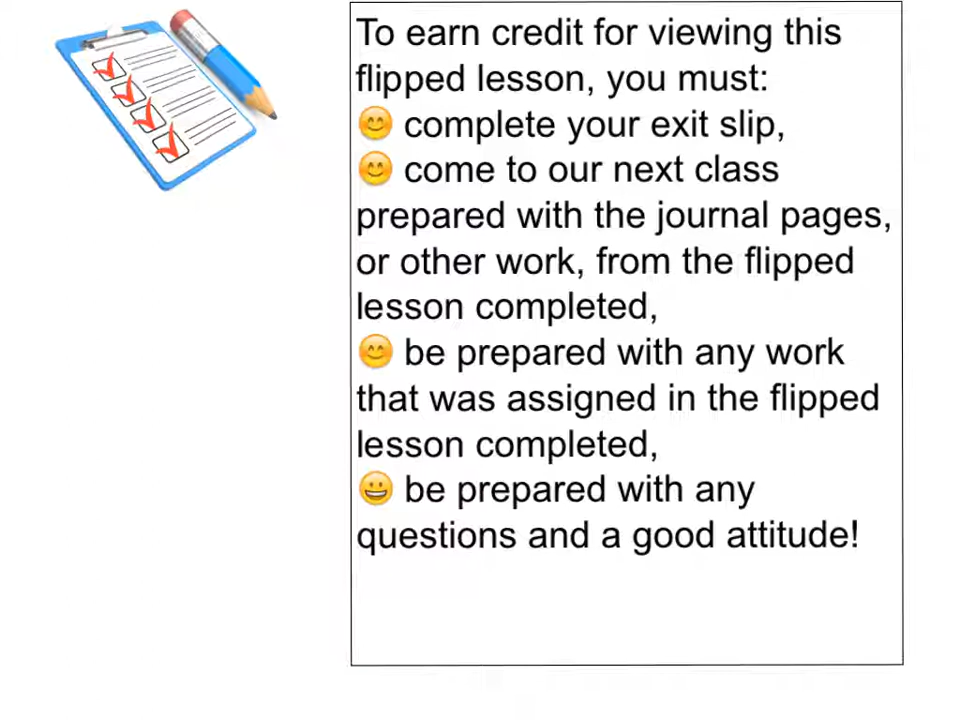 To earn credit for viewing this
flipped lesson, you must:
😊 complete your exit slip,
😊 come to our next class
prepared with the journal pages,
or other work, from the flipped
lesson completed,
😊 be prepared with any work
that was assigned in the flipped
lesson completed,
😀 be prepared with any
questions and a good attitude!